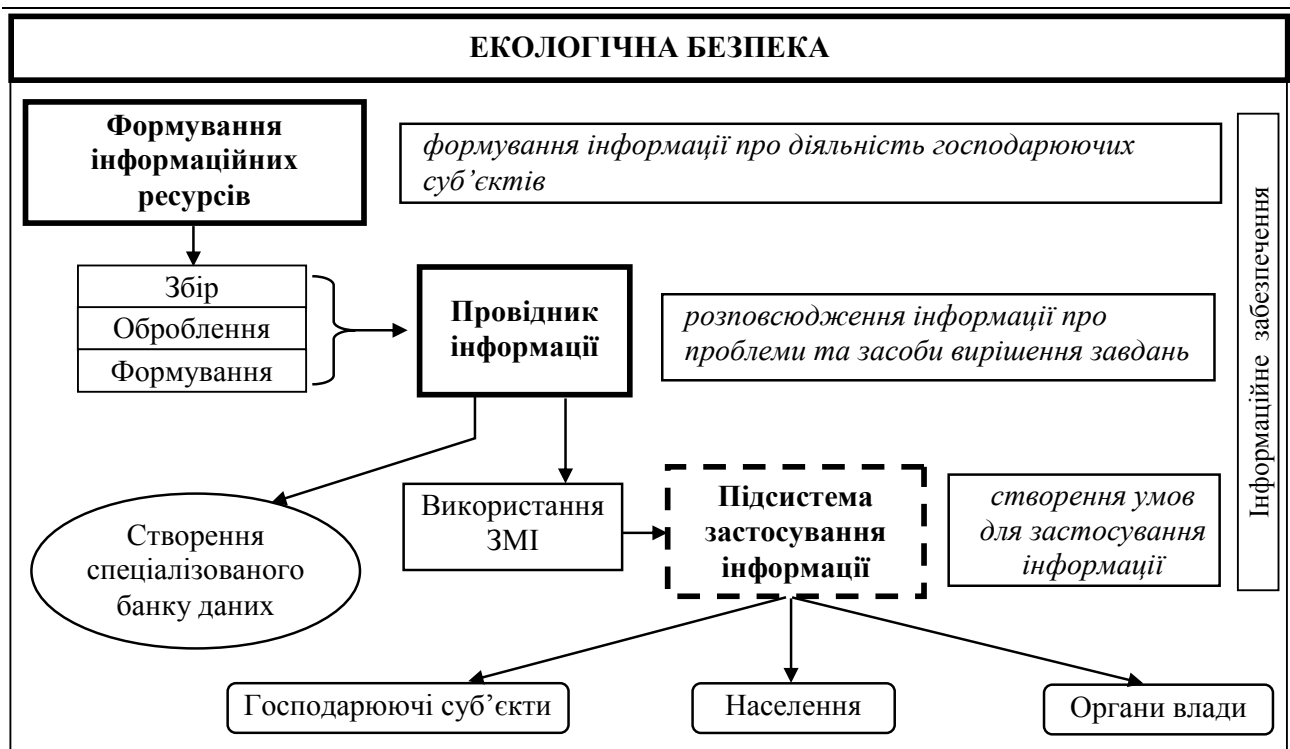 ЕКОЛОГІЧНА БЕЗПЕКА
Формування
інформаційних
ресурсів
формування інформації про діяльність господарюючих
суб’єктів
Інформаційне забезпечення
Збір
Оброблення
Формування
Провідник
інформації
розповсюдження інформації про
проблеми та засоби вирішення завдань
Створення
спеціалізованого
банку даних
Використання
ЗМІ
Підсистема
застосування
інформації
створення умов
для застосування
інформації
Господарюючі суб’єкти
Населення
Органи влади